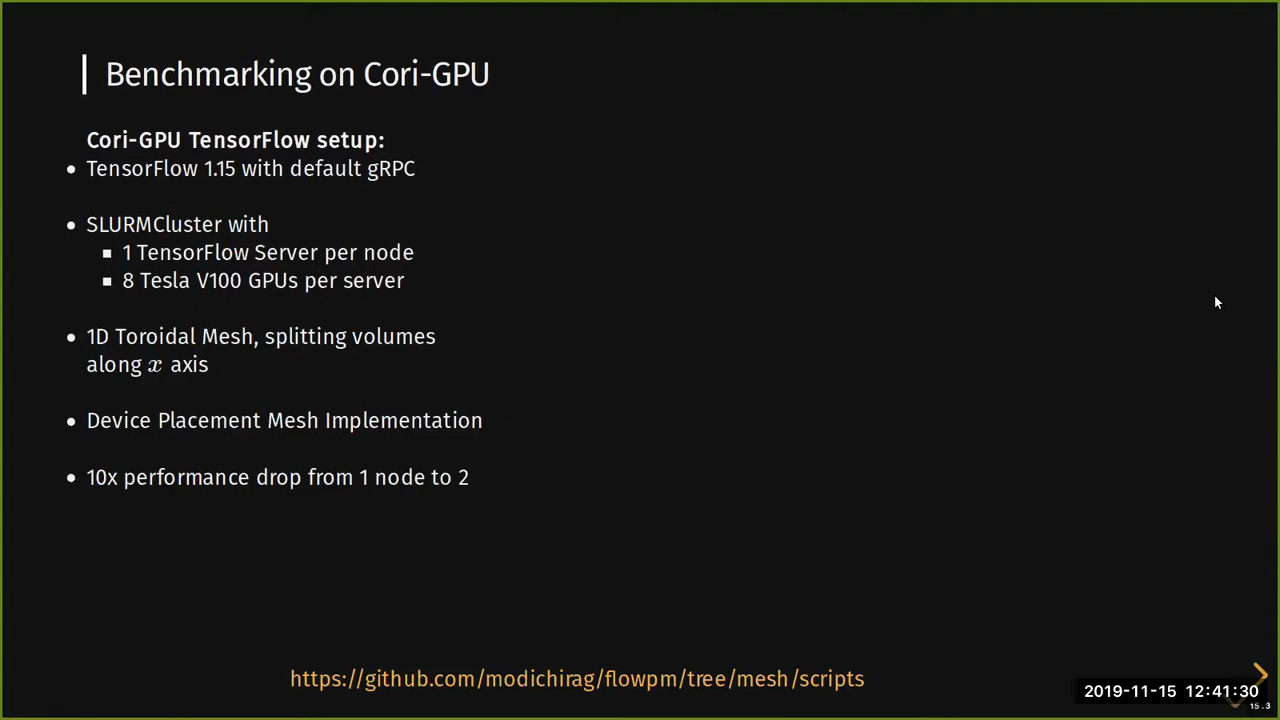 Benchmarking on Cori-GPU
Cori-GPU TensorFlow setup:
• TensorFlow 1.15 with default gRPC
• SLURMCluster with
▪ 1 TensorFlow Server per node
▪ 8 Tesla V100 GPUs per server
• 1D Toroidal Mesh, splitting volumes
along x axis
• Device Placement Mesh Implementation
• 10x performance drop from 1 node to 2
https://github.com/modichirag/flowpm/tree/mesh/scripts
2019-11-15 12:41:30
15.3